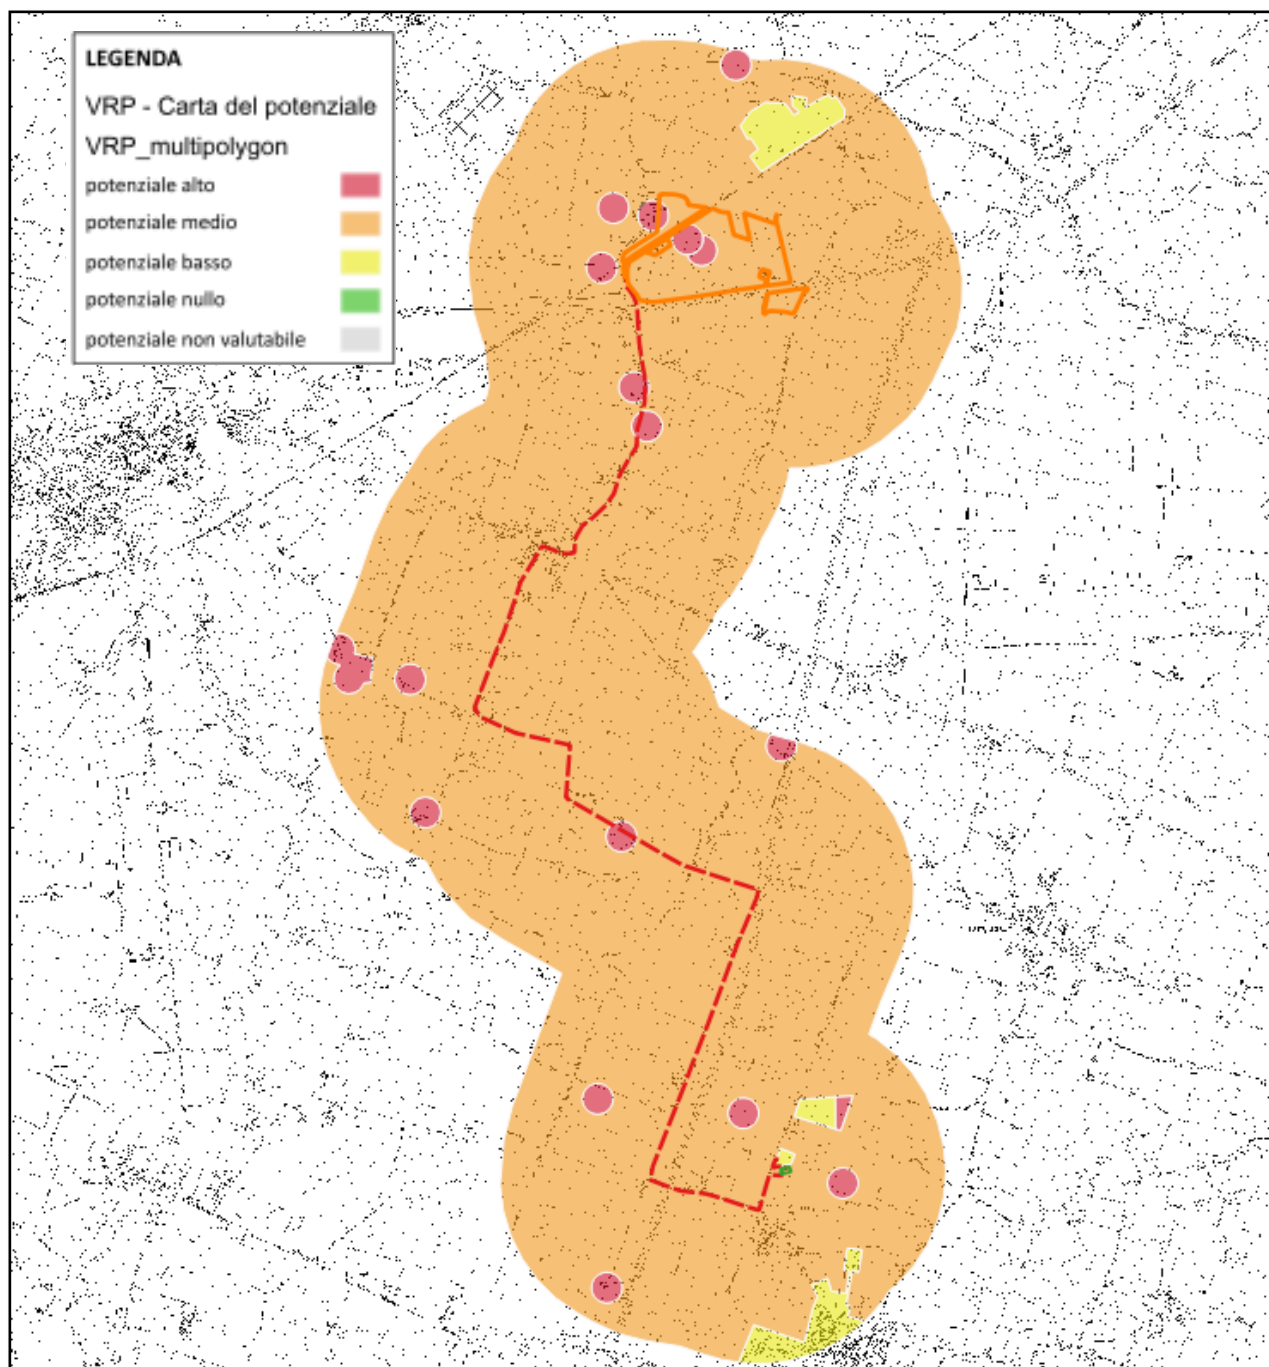 LEGENDA
VRP - Carta del potenziale
VRP_multipolygon
potenziale alto
potenziale medio
potenziale basso
potenziale nullo
potenziale non valutabile